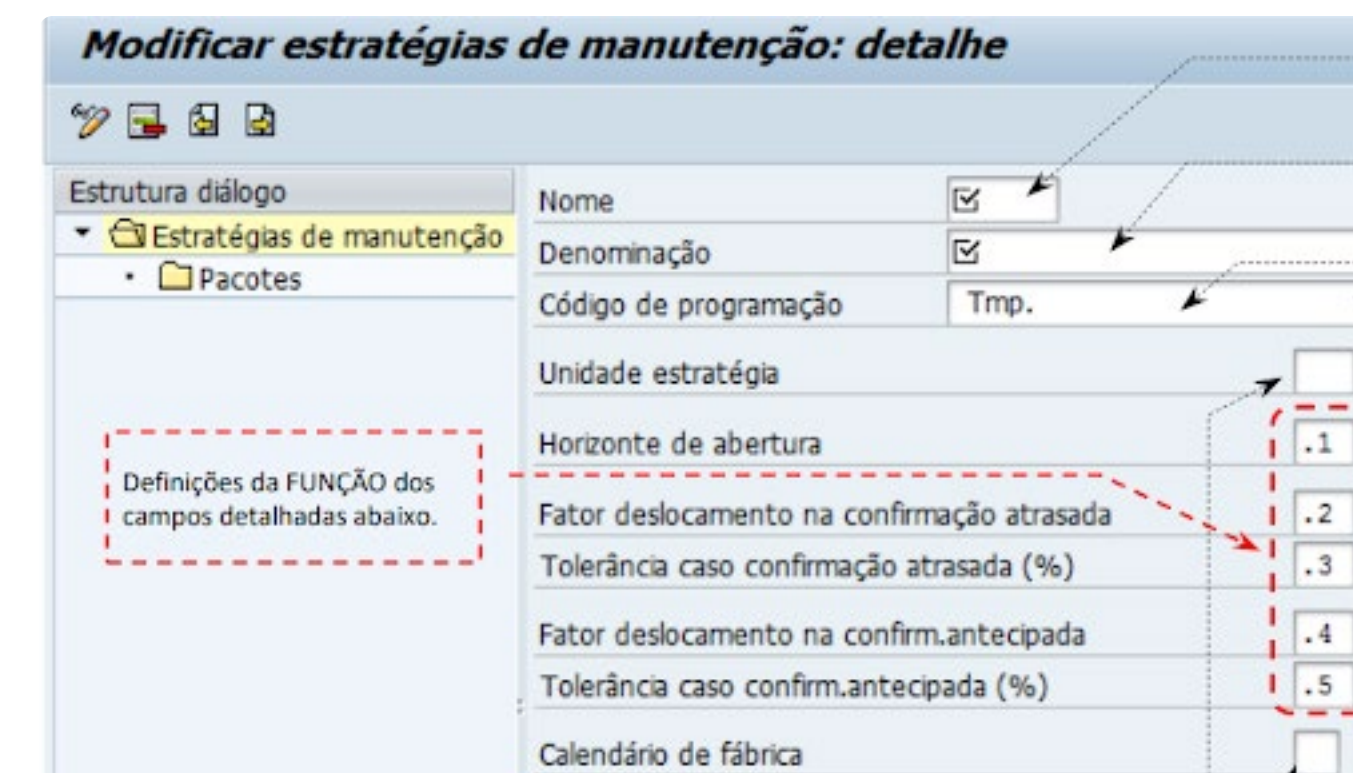 Modificar estratégias de manutenção: detalhe
Estrutura diálogo
Estratégias de manutenção
Pacotes
Definições da FUNÇÃO dos
campos detalhadas abaixo.
Nome
Denominação
Código de programação Tmp.
Unidade estratégia
Horizonte de abertura .1
Fator deslocamento na confirmação atrasada .2
Tolerância caso confirmação atrasada (%) .3
Fator deslocamento na confirm.antecipada .4
Tolerância caso confirm.antecipada (%) .5
Calendário de fábrica